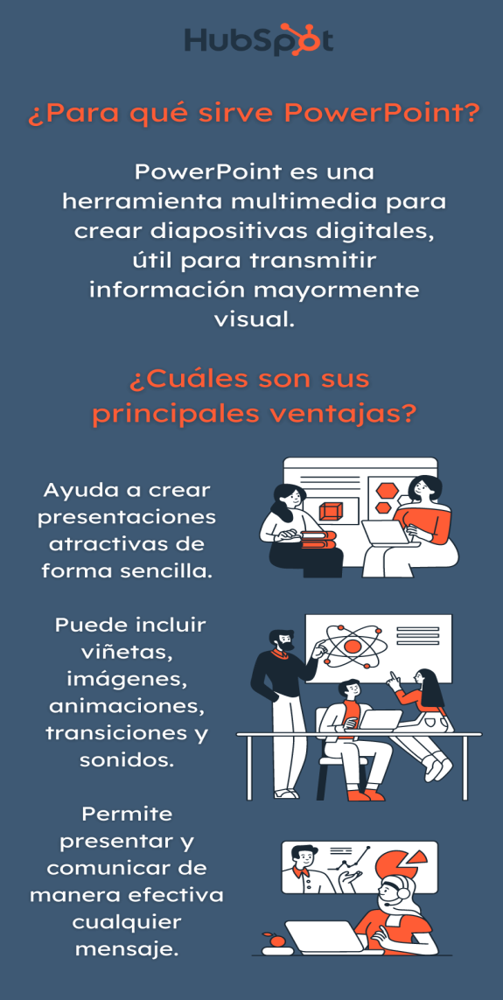 HubSpot
¿Para qué sirve PowerPoint?
PowerPoint es una
herramienta multimedia para
crear diapositivas digitales,
útil para transmitir
información mayormente
visual.
¿Cuáles son sus
principales ventajas?
Ayuda a crear
presentaciones
atractivas de
forma sencilla.
Puede incluir
viñetas,
imágenes,
animaciones,
transiciones y
sonidos.
Permite
presentar y
comunicar de
manera efectiva
cualquier
mensaje.